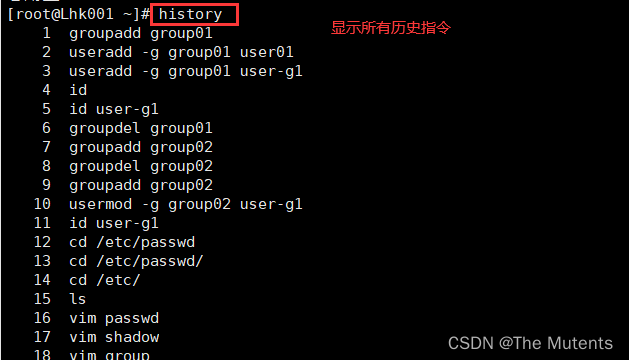 [root@Lhk001 ~]# history
显示所有历史指令
1 groupadd group01
2 useradd -g group01 user01
3 useradd -g group01 user-g1
4 id
5 id user-g1
6 groupdel group01
7 groupadd group02
8 groupdel group02
9 groupadd group02
10 usermod -g group02 user-g1
11 id user-g1
12 cd /etc/passwd
13 cd /etc/passwd/
14 cd /etc/
15 ls
16 vim passwd
17 vim shadow
18 vim group
CSDN @The Mutents